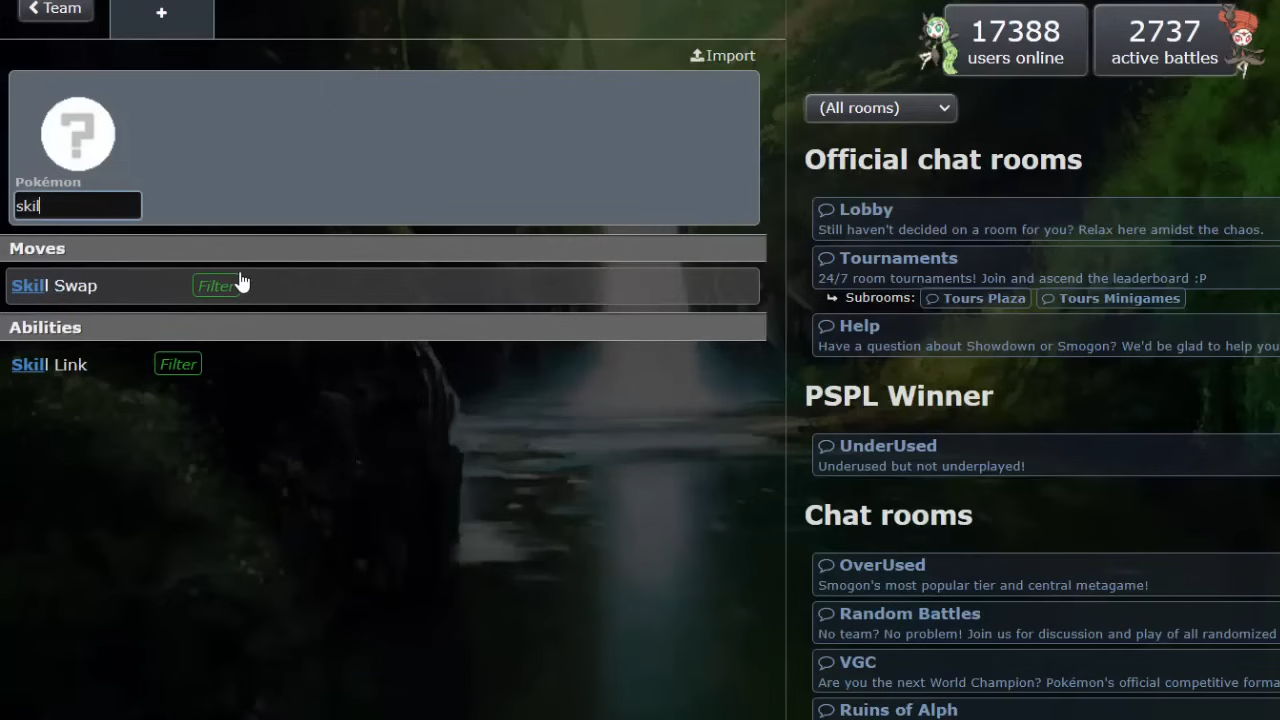 Team
+
Import
Pokémon
skil
Moves
Skill Swap Filter
Abilities
Skill Link Filter
17388
users online
2737
active battles
(All rooms)
Official chat rooms
Lobby
Still haven't decided on a room for you? Relax here amidst the chaos.
Tournaments
24/7 room tournaments! Join and ascend the leaderboard :P
Subrooms: Tours Plaza Tours Minigames
Help
Have a question about Showdown or Smogon? We'd be glad to help you
PSPL Winner
UnderUsed
Underused but not underplayed!
Chat rooms
OverUsed
Smogon's most popular tier and central metagame!
Random Battles
No team? No problem! Join us for discussion and play of all randomized
VGC
Are you the next World Champion? Pokémon's official competitive forma
Ruins of Alph